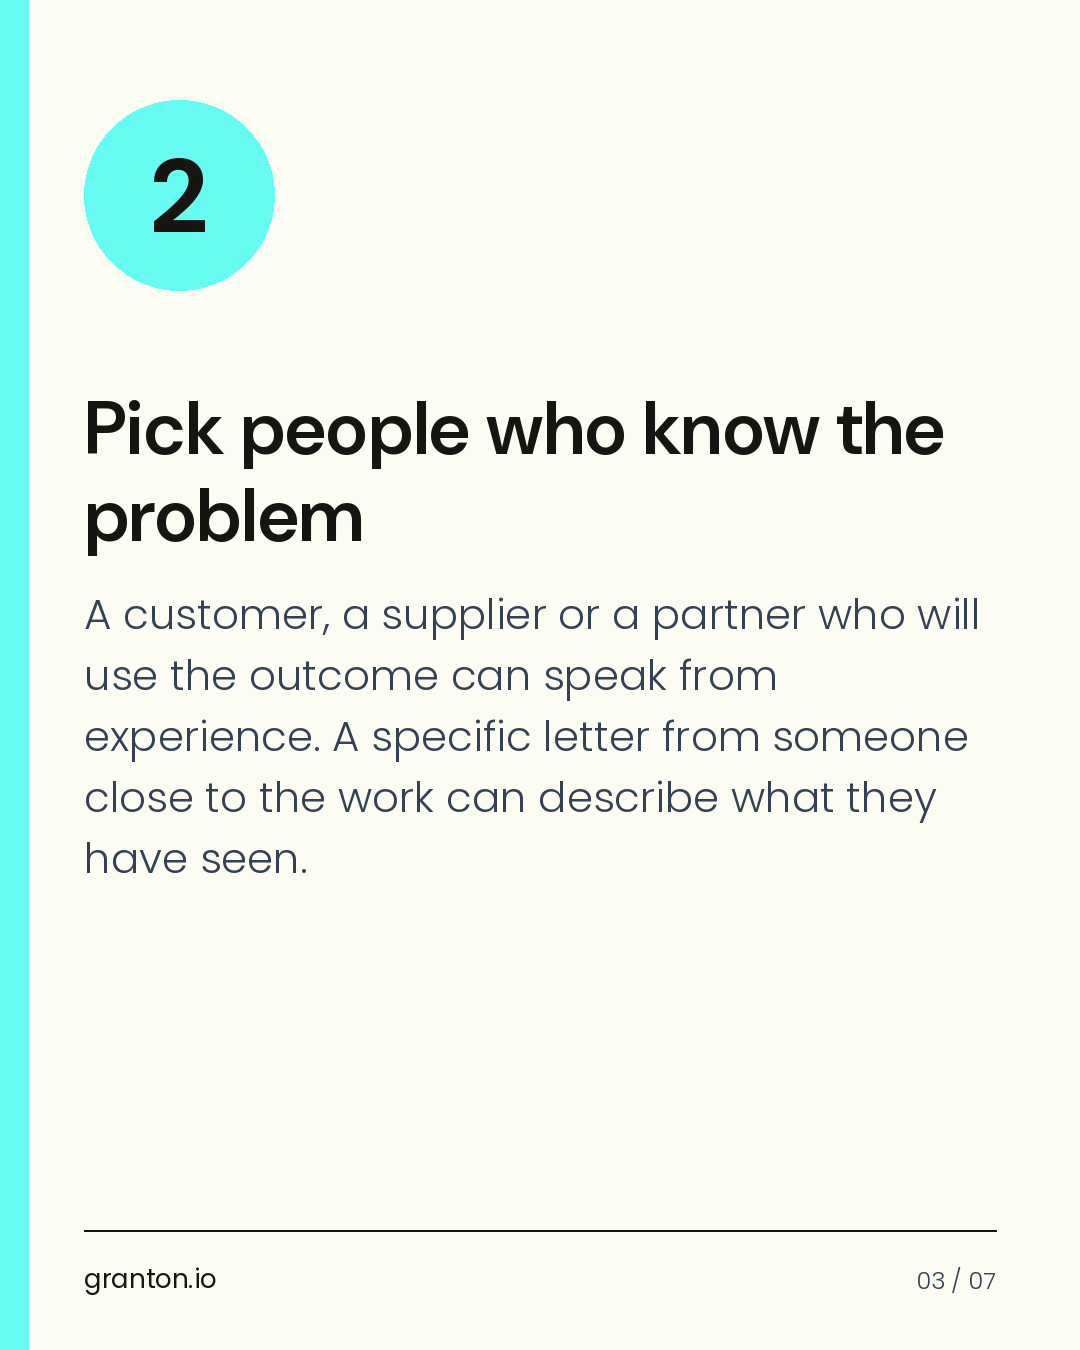 2
Pick people who know the
problem
A customer, a supplier or a partner who will
use the outcome can speak from
experience. A specific letter from someone
close to the work can describe what they
have seen.
granton.io
03 / 07